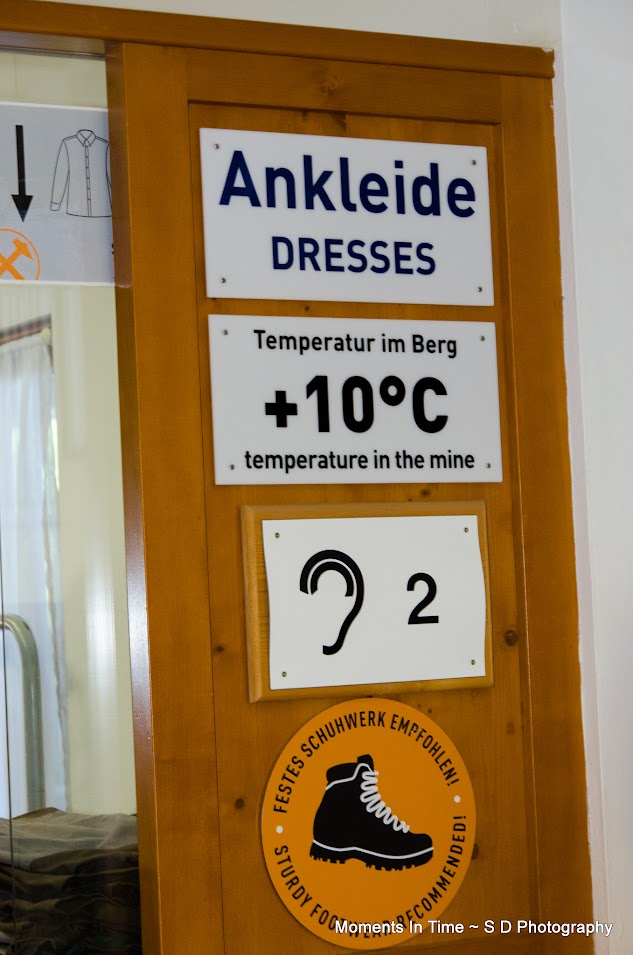 Ankleide
DRESSES
Temperatur im Berg
+10°C
temperature in the mine
2
FESTES SCHUHWERK EMPFOHLEN!
STURDY FOOTWEAR RECOMMENDED!
Moments In Time ~ S D Photography